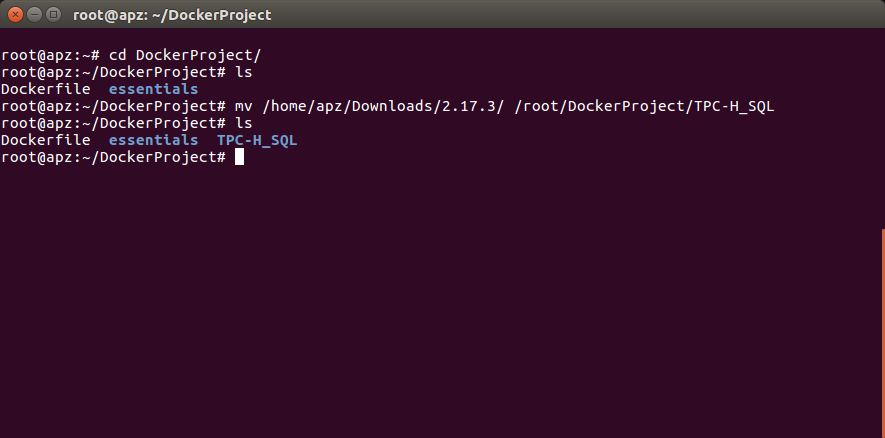 root@apz: ~/DockerProject
root@apz:~# cd DockerProject/
root@apz:~/DockerProject# ls
Dockerfile  essentials
root@apz:~/DockerProject# mv /home/apz/Downloads/2.17.3/ /root/DockerProject/TPC-H_SQL
root@apz:~/DockerProject# ls
Dockerfile  essentials  TPC-H_SQL
root@apz:~/DockerProject#